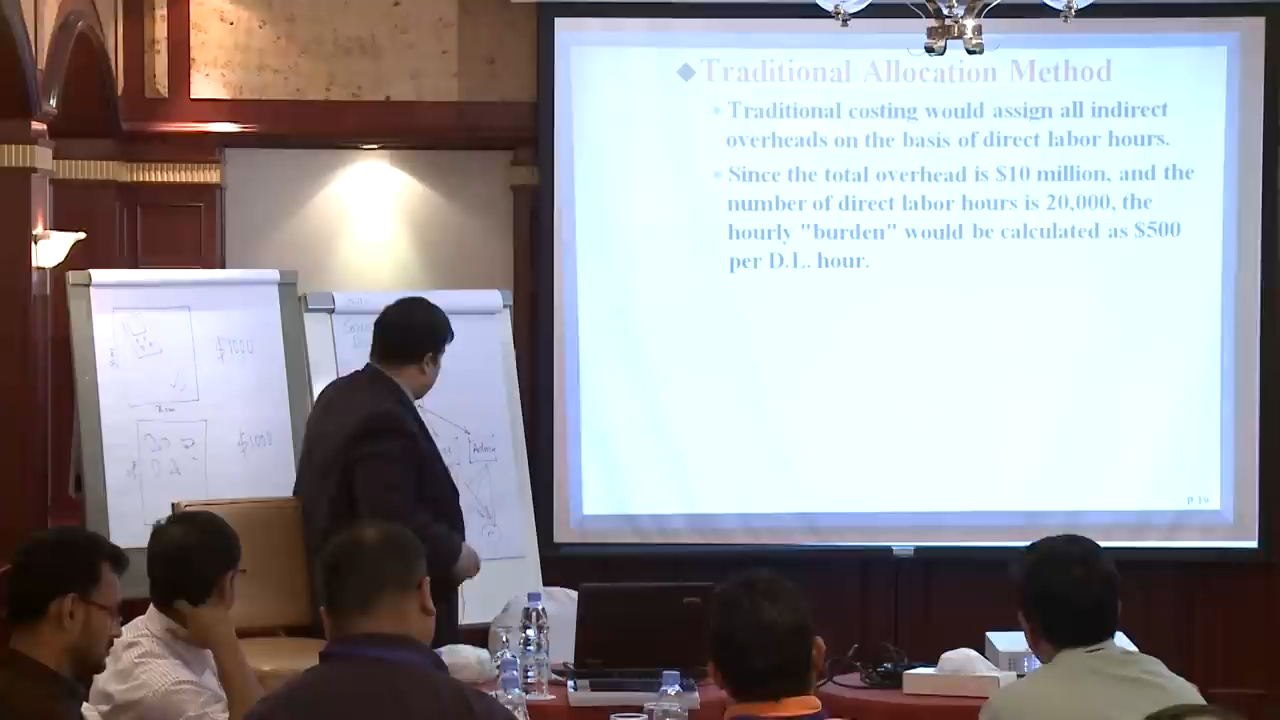 Traditional Allocation Method
Traditional costing would assign all indirect
overheads on the basis of direct labor hours.
Since the total overhead is $10 million, and the
number of direct labor hours is 20,000, the
hourly "burden" would be calculated as $500
per D.L. hour.
Admin